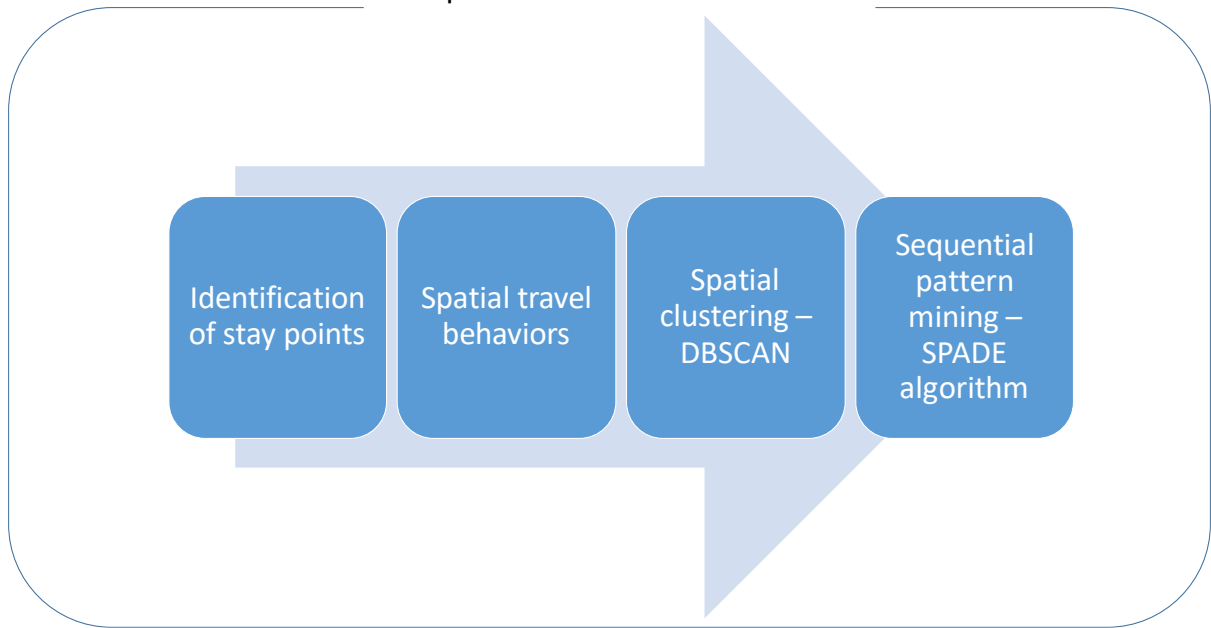 Identification
of stay points
Spatial travel
behaviors
Spatial
clustering –
DBSCAN
Sequential
pattern
mining –
SPADE
algorithm